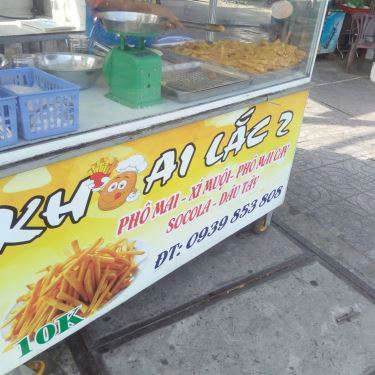 KHOAI LẮC 2
PHÔ MAI - XÍ MUỘI - PHÔ MAI CAY
SOCOLA - DÂU TÂY
ĐT: 0939 853 808
10K